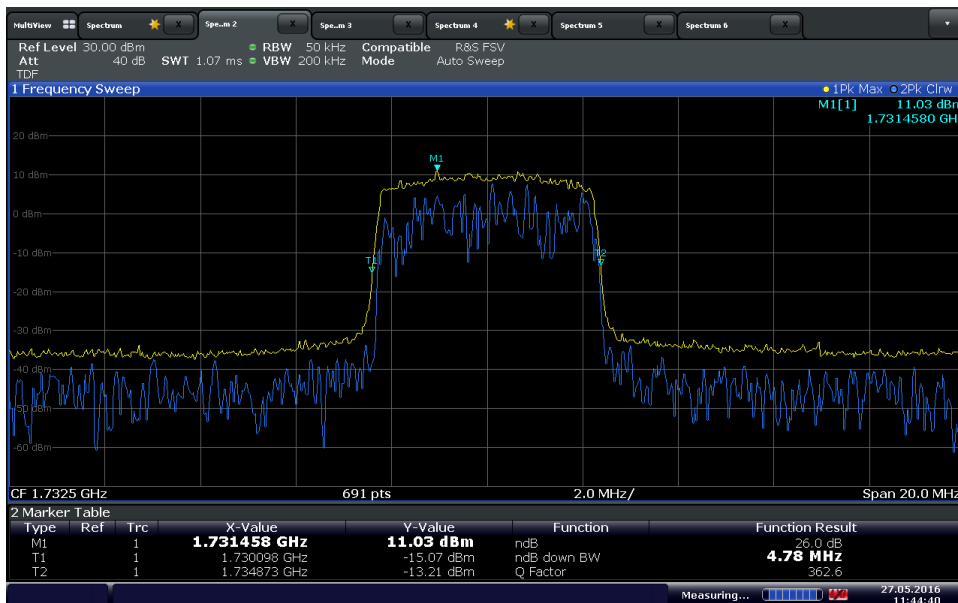 MultiView Spectrum X Spe..m 2 X Spe..m 3 X Spectrum 4 X Spectrum 5 X Spectrum 6 X
Ref Level 30.00 dBm RBW 50 kHz Compatible R&S FSV
Att 40 dB SWT 1.07 ms VBW 200 kHz Mode Auto Sweep
TDF
1 Frequency Sweep 1Pk Max 2Pk Clrw
M1[1] 11.03 dBm
1.7314580 GH
20 dBm
M1
10 dBm
0 dBm
-10 dBm
T1 T2
-20 dBm
-30 dBm
-40 dBm
-50 dBm
-60 dBm
CF 1.7325 GHz 691 pts 2.0 MHz/ Span 20.0 MHz
2 Marker Table
Type Ref Trc X-Value Y-Value Function Function Result
M1 1 1.731458 GHz 11.03 dBm ndB 26.0 dB
T1 1 1.730098 GHz -15.07 dBm ndB down BW 4.78 MHz
T2 1 1.734873 GHz -13.21 dBm Q Factor 362.6
Measuring... 27.05.2016
11:44:40